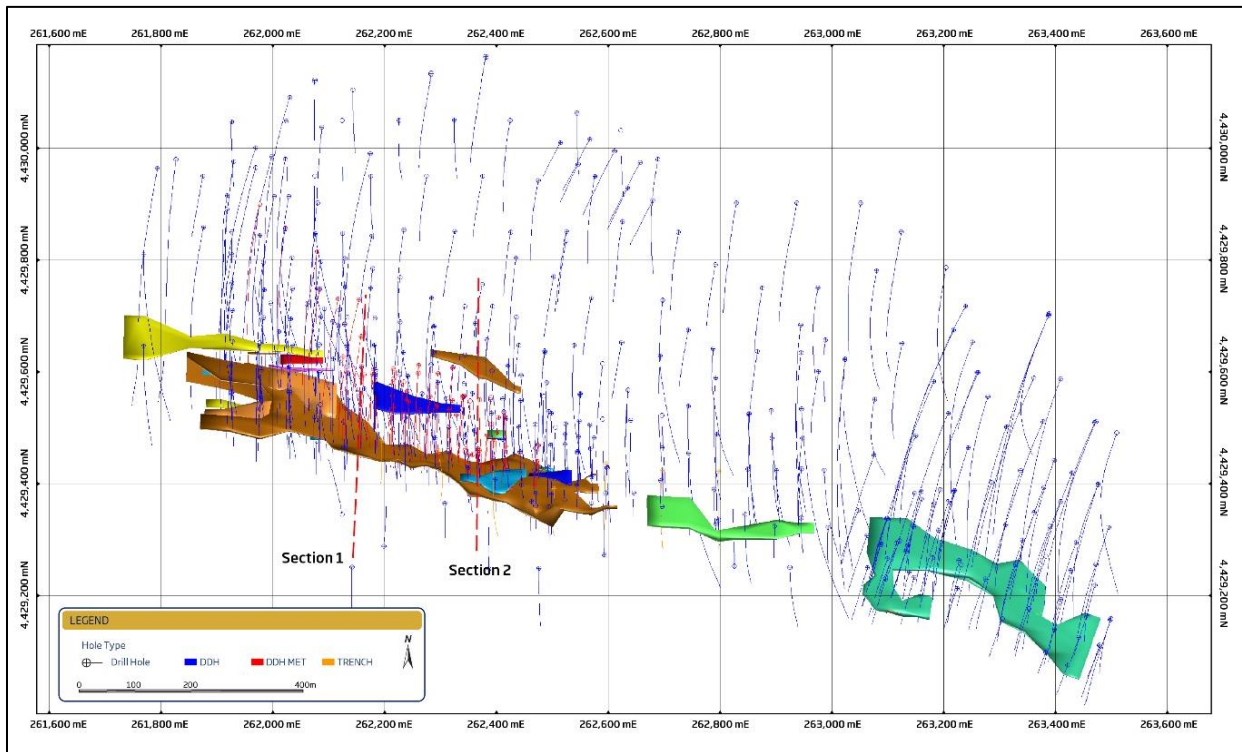 261,600 mE 261,800 mE 262,000 mE 262,200 mE 262,400 mE 262,600 mE 262,800 mE 263,000 mE 263,200 mE 263,400 mE 263,600 mE
4,430,000 mN 4,430,000 mN
4,429,800 mN 4,429,800 mN
4,429,600 mN 4,429,600 mN
4,429,400 mN 4,429,400 mN
Section 1
Section 2
4,429,200 mN 4,429,200 mN
LEGEND
Hole Type
N
Drill Hole DDH DDH MET TRENCH
0 200 400m
261,600 mE 261,800 mE 262,000 mE 262,200 mE 262,400 mE 262,600 mE 262,800 mE 263,000 mE 263,200 mE 263,400 mE 263,600 mE